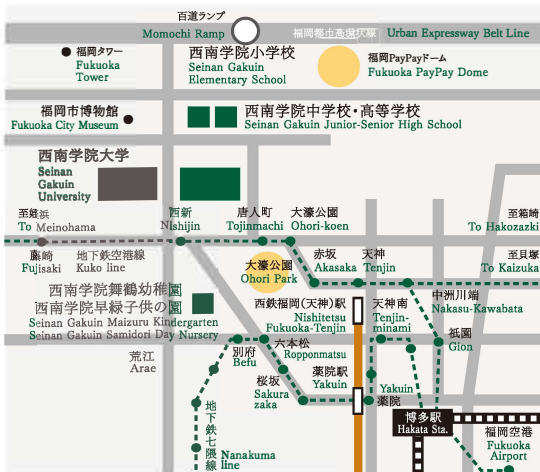 百道ランプ
Momochi Ramp
福岡都市高速状線
Urban Expressway Belt Line
福岡タワー
Fukuoka
Tower
西南学院小学校
Seinan Gakuin
Elementary School
福岡PayPayドーム
Fukuoka PayPay Dome
福岡市博物館
Fukuoka City Museum
西南学院中学校・高等学校
Seinan Gakuin Junior-Senior High School
西南学院大学
Seinan
Gakuin
University
至姪浜
To Meinohama
西新
Nishijin
唐人町
Tojinmachi
大濠公園
Ohori-koen
至箱崎
To Hakozaki
藤崎
Fujisaki
地下鉄空港線
Kuko line
大濠公園
Ohori Park
赤坂
Akasaka
天神
Tenjin
至貝塚
To Kaizuka
西南学院舞鶴幼稚園
西南学院早緑子供の園
Seinan Gakuin Maizuru Kindergarten
Seinan Gakuin Samidori Day Nursery
西鉄福岡(天神)駅
Nishitetsu
Fukuoka-Tenjin
天神南
Tenjin-
minami
中洲川端
Nakasu-Kawabata
祇園
Gion
荒江
Arae
別府
Befu
六本松
Ropponmatsu
桜坂
Sakura
zaka
薬院駅
Yakuin
Yakuin
薬院
博多駅
Hakata Sta.
地下鉄七隈線
Nanakuma
line
福岡空港
Fukuoka
Airport